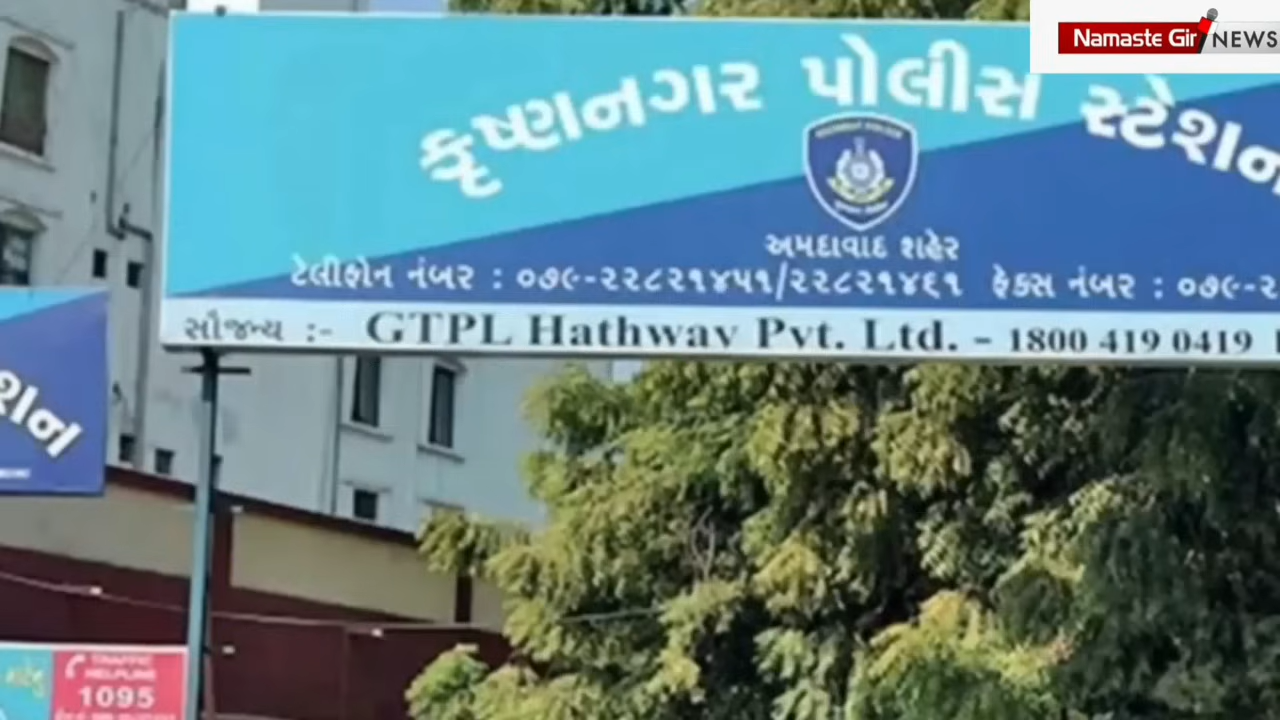 Namaste Gir NEWS
કૃષ્ણનગર પોલીસ સ્ટેશન
અમદાવાદ શહેર
ટેલીફોન નંબર : ૦૭૯-૨૨૮૨૧૪૫૧/૨૨૮૨૧૪૬૧ ફેક્સ નંબર : ૦૭૯-૨
સૌજન્ય :- GTPL Hathway Pvt. Ltd. - 1800 419 0419
શન
TRAFFIC
HELPLINE
1095